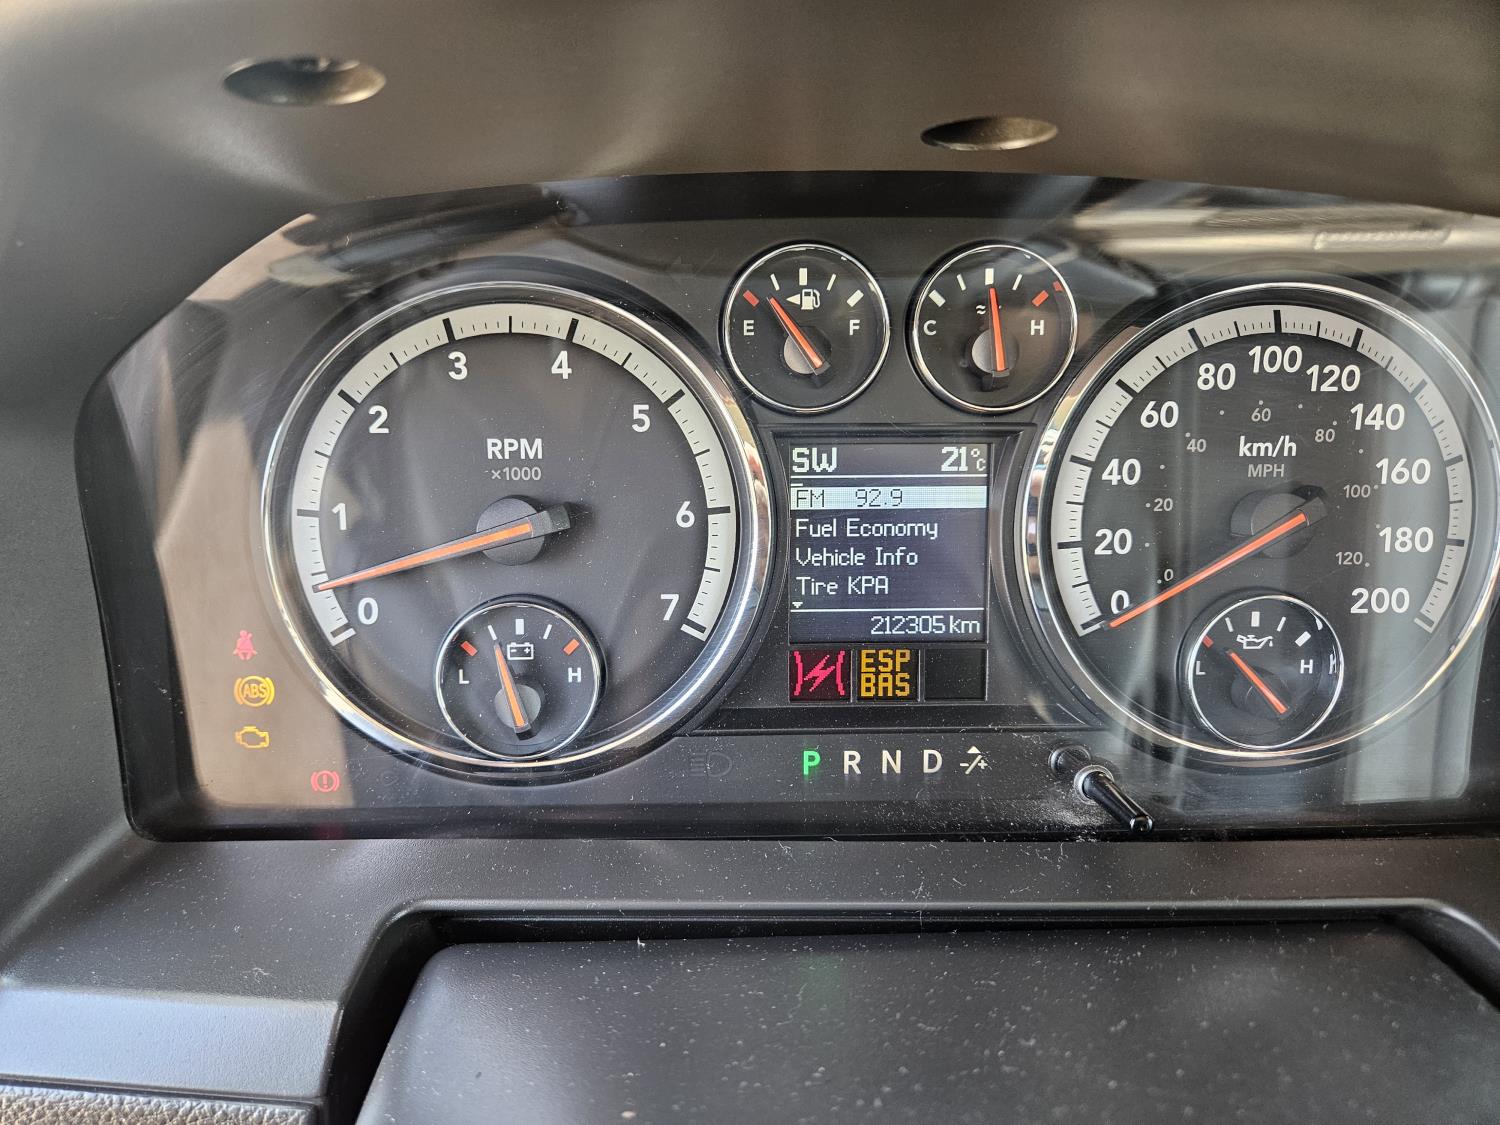 RPM
×1000
0
1
2
3
4
5
6
7
L
H
E
F
C
H
SW 21°C
FM 92.9
Fuel Economy
Vehicle Info
Tire KPA
212305 km
ESP
BAS
ABS
P R N D
km/h
MPH
0
20
40
60
80
100
120
140
160
180
200
0
20
40
60
80
100
120
L
H